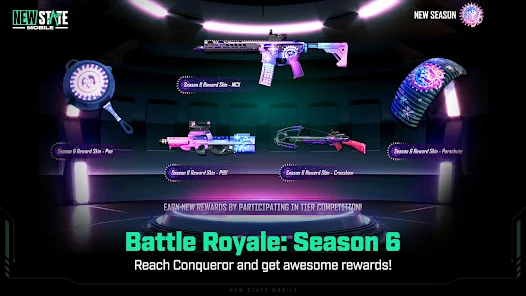 NEW STATE
MOBILE
NEW SEASON
Season 6 Reward Skin - MCX
Season 6 Reward Skin - Pan
Season 6 Reward Skin - P90
Season 6 Reward Skin - Crossbow
Season 6 Reward Skin - Parachute
EARN NEW REWARDS BY PARTICIPATING IN TIER COMPETITION!
Battle Royale: Season 6
Reach Conqueror and get awesome rewards!
NEW STATE MOBILE